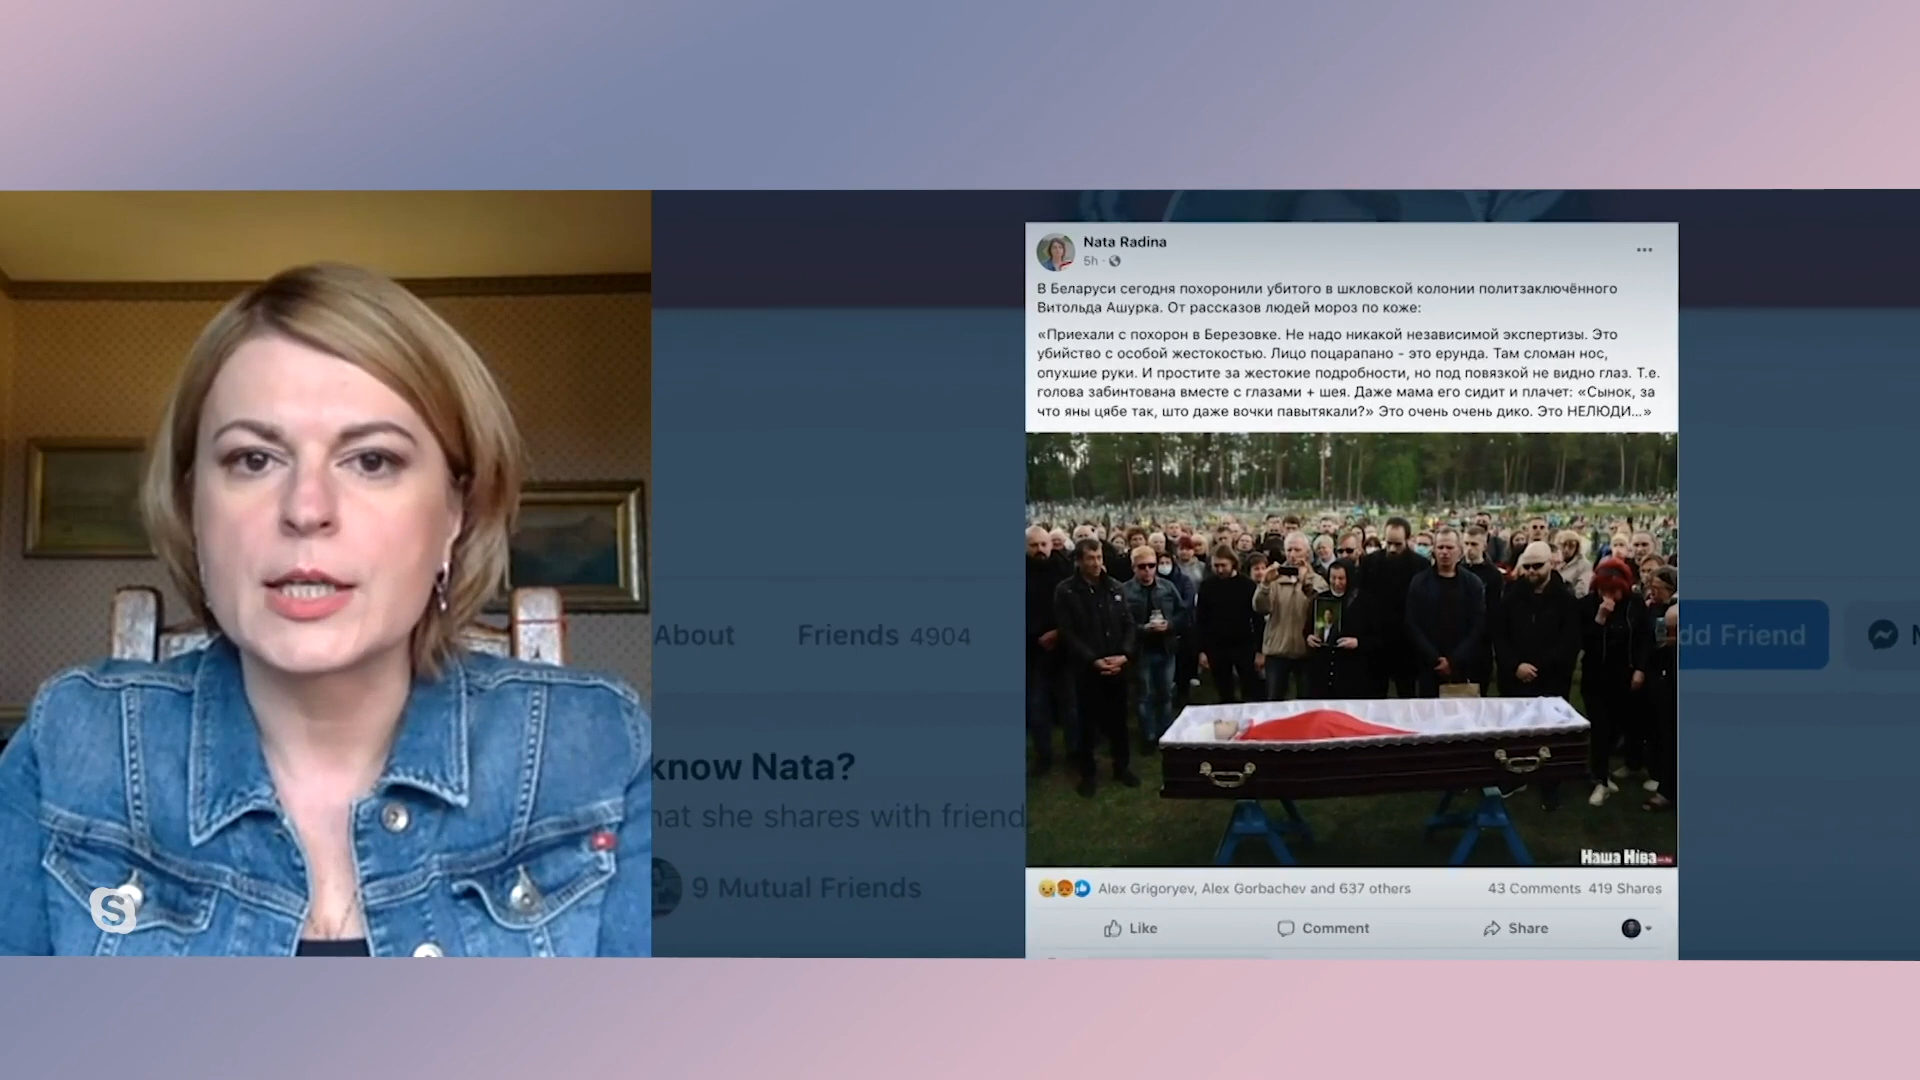 Nata Radina
5h
В Беларуси сегодня похоронили убитого в шкловской колонии политзаключённого
Витольда Ашурка. От рассказов людей мороз по коже:
«Приехали с похорон в Березовке. Не надо никакой независимой экспертизы. Это
убийство с особой жестокостью. Лицо поцарапано - это ерунда. Там сломан нос,
опухшие руки. И простите за жестокие подробности, но под повязкой не видно глаз. Т.е.
голова забинтована вместе с глазами + шея. Даже мама его сидит и плачет: «Сынок, за
что яны цябе так, што даже вочки павытякали?» Это очень очень дико. Это НЕЛЮДИ...»
About
Friends 4904
dd Friend
know Nata?
hat she shares with friend
9 Mutual Friends
Наша Ніва
Alex Grigoryev, Alex Gorbachev and 637 others
43 Comments 419 Shares
Like
Comment
Share
S